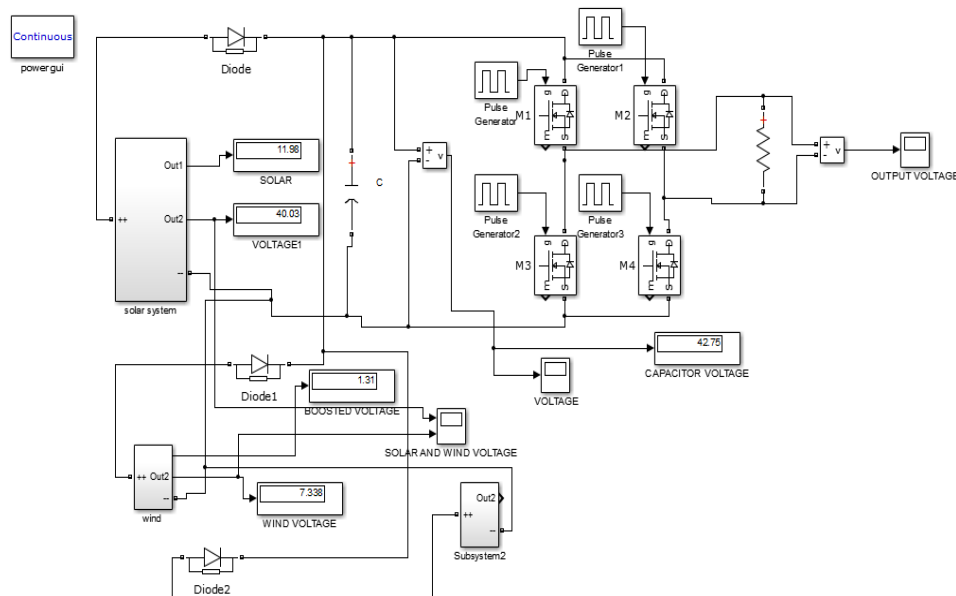 Continuous
powergui
Diode
Out1
Out2
++
--
solar system
11.98
SOLAR
40.03
VOLTAGE1
C
+
-
v
Pulse
Generator
Pulse
Generator1
g
D
M1
m
S
g
D
M2
m
S
Pulse
Generator2
Pulse
Generator3
g
D
M3
m
S
g
D
M4
m
S
+
+
+
-
v
OUTPUT VOLTAGE
42.75
CAPACITOR VOLTAGE
VOLTAGE
Diode1
1.31
BOOSTED VOLTAGE
SOLAR AND WIND VOLTAGE
++
Out2
--
wind
7.338
WIND VOLTAGE
Out2
++
--
Subsystem2
Diode2